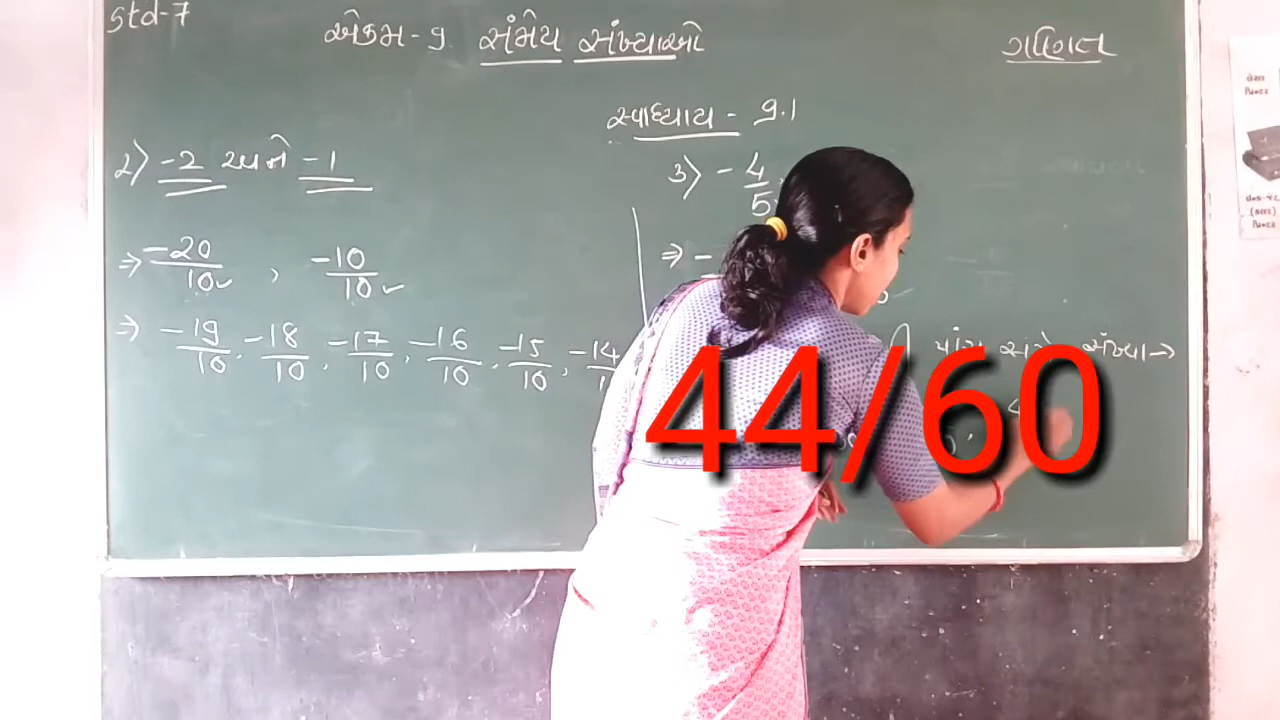 Std-7
એકમ-9 સંમેય સંખ્યાઓ
ગણિત
સ્વાધ્યાય - 9.1
2) -2 અને -1
⇒ -20/10 , -10/10
⇒ -19/10, -18/10, -17/10, -16/10, -15/10, -14/1
3) -4/5
⇒ -
પાંચ સંમેય સંખ્યા→
44/60